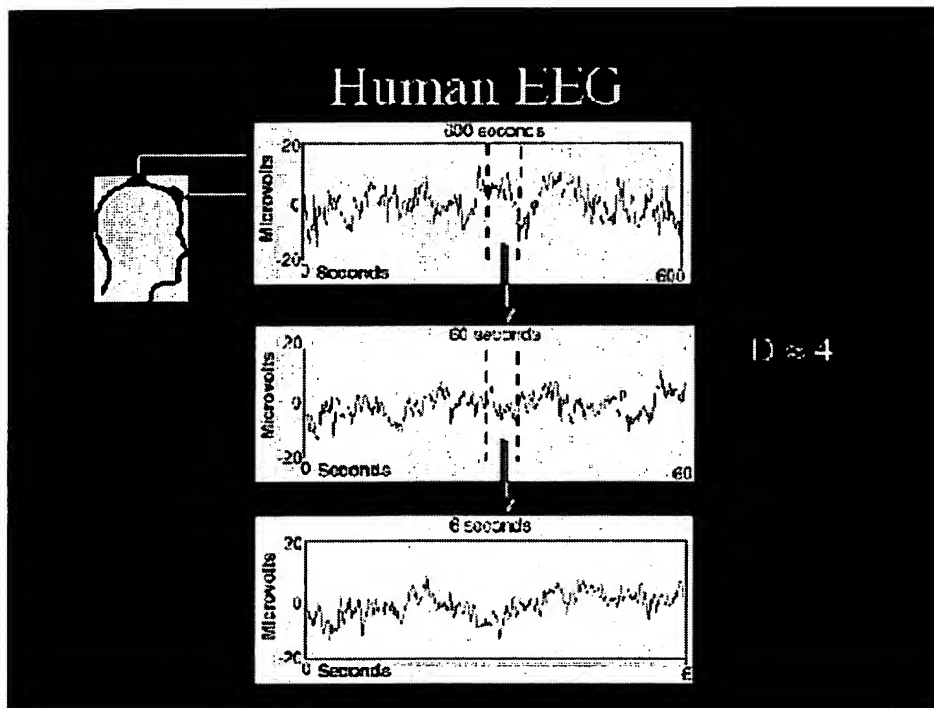 Human EEG
600 seconds
20
Microvolts
0
-20
0 Seconds 600
60 seconds
20
Microvolts
0
-20
0 Seconds 60
D ≈ 4
6 seconds
20
Microvolts
0
-20
0 Seconds 6